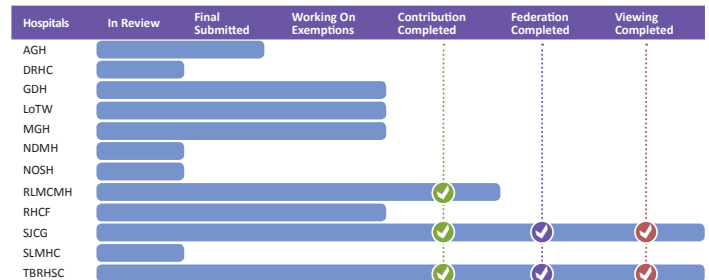 Hospitals In Review Final Submitted Working On Exemptions Contribution Completed Federation Completed Viewing Completed
AGH
DRHC
GDH
LoTW
MGH
NDMH
NOSH
RLMCMH
RHCF
SJCG
SLMHC
TBRHSC